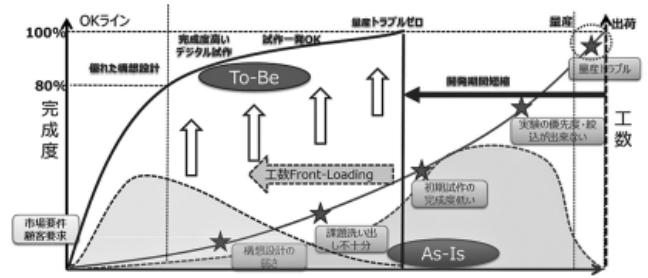 OKライン
100%
80%
完成度
優れた構想設計
完成度高い
デジタル試作
試作一発OK
量産トラブルゼロ
量産
出荷
To-Be
開発期間短縮
量産トラブル
実験の優先度・絞
込が出来ない
工数
工数Front-Loading
初期試作の
完成度低い
市場要件
顧客要求
構想設計の
弱さ
課題洗い出
し不十分
As-Is